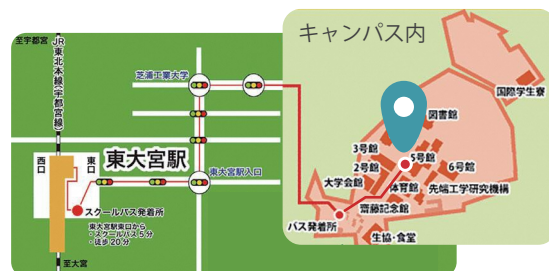 至宇都宮
JR東北本線(宇都宮線)
芝浦工業大学
西口
東口
東大宮駅
東大宮駅入口
スクールバス発着所
東大宮駅東口から
・スクールバス5分
・徒歩20分
至大宮
キャンパス内
国際学生寮
図書館
3号館
2号館
5号館
6号館
大学会館
体育館
先端工学研究機構
齋藤記念館
バス発着所
生協・食堂